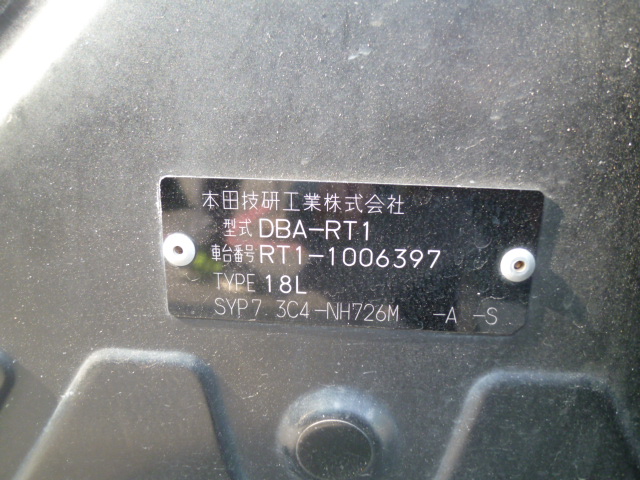 本田技研工業株式会社
型式 DBA-RT1
車台番号 RT1-1006397
TYPE 18L
SYP7 3C4-NH726M -A -S